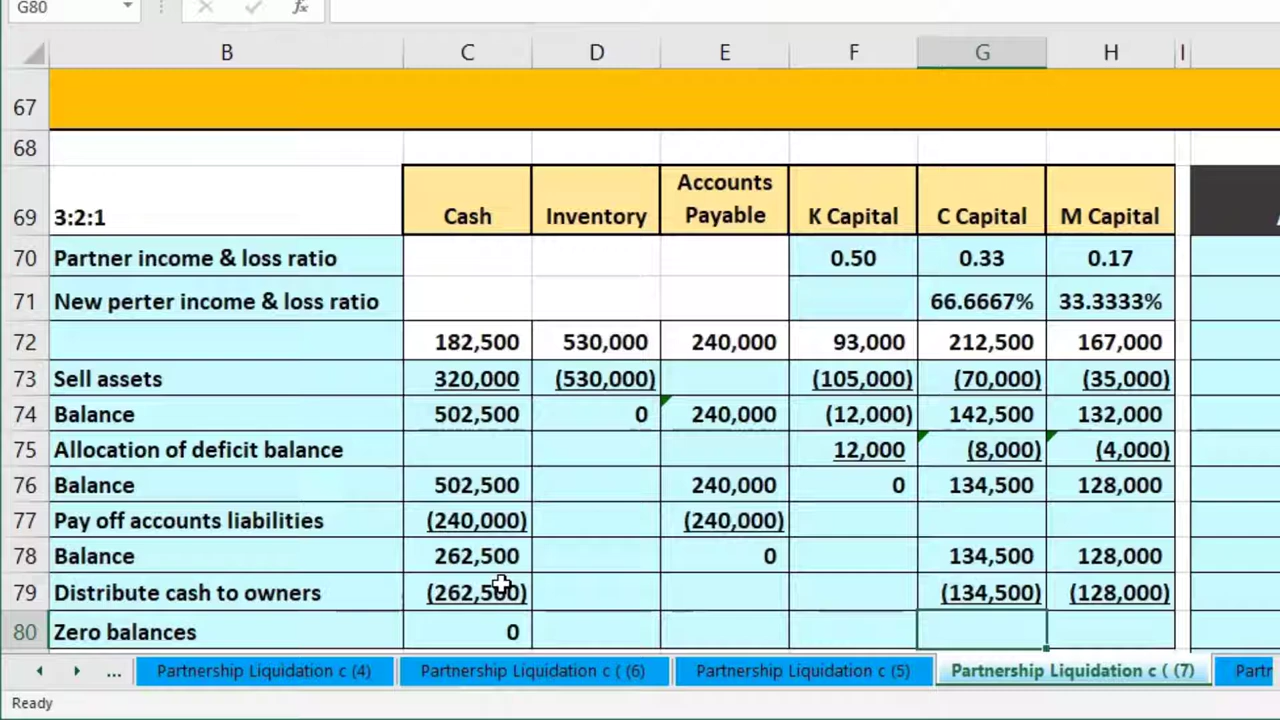 G80 fx
B C D E F G H I
67
68
69 3:2:1 Cash Inventory Accounts Payable K Capital C Capital M Capital
70 Partner income & loss ratio 0.50 0.33 0.17
71 New perter income & loss ratio 66.6667% 33.3333%
72 182,500 530,000 240,000 93,000 212,500 167,000
73 Sell assets 320,000 (530,000) (105,000) (70,000) (35,000)
74 Balance 502,500 0 240,000 (12,000) 142,500 132,000
75 Allocation of deficit balance 12,000 (8,000) (4,000)
76 Balance 502,500 240,000 0 134,500 128,000
77 Pay off accounts liabilities (240,000) (240,000)
78 Balance 262,500 0 134,500 128,000
79 Distribute cash to owners (262,500) (134,500) (128,000)
80 Zero balances 0
... Partnership Liquidation c (4) Partnership Liquidation c ( (6) Partnership Liquidation c (5) Partnership Liquidation c ( (7) Partr
Ready